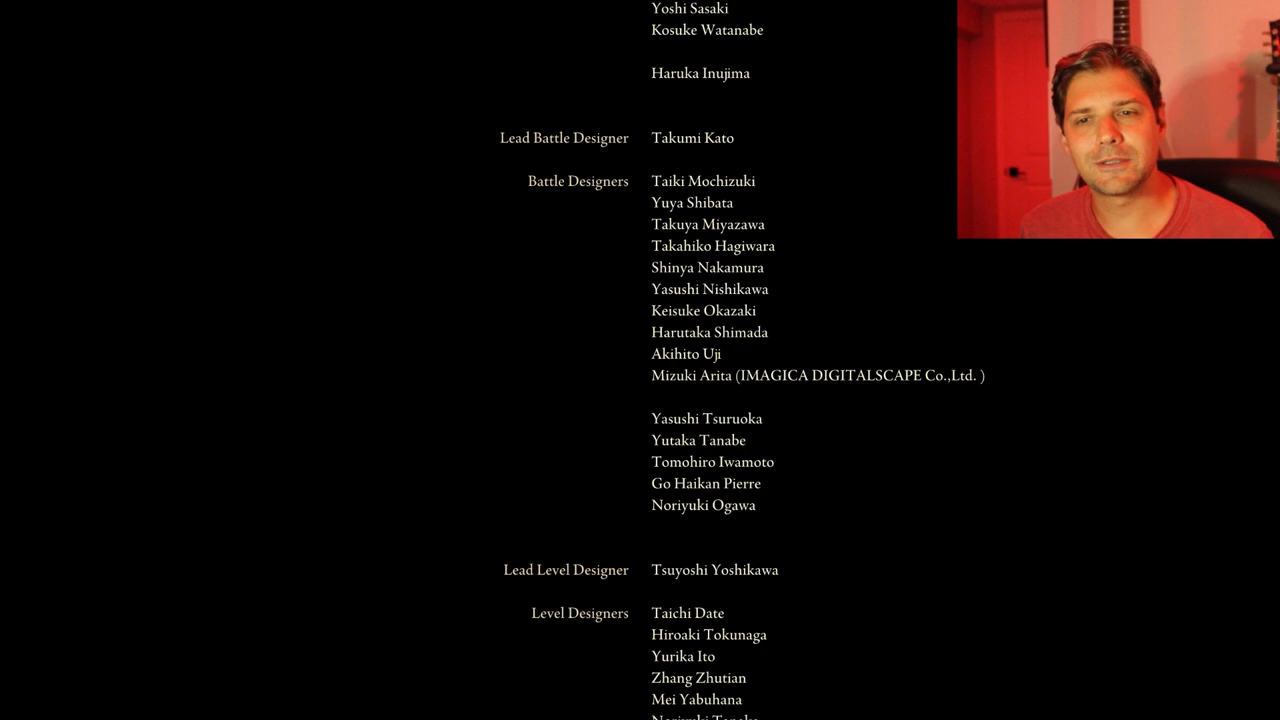 Yoshi Sasaki
Kosuke Watanabe
Haruka Inujima
Lead Battle Designer Takumi Kato
Battle Designers Taiki Mochizuki
Yuya Shibata
Takuya Miyazawa
Takahiko Hagiwara
Shinya Nakamura
Yasushi Nishikawa
Keisuke Okazaki
Harutaka Shimada
Akihito Uji
Mizuki Arita (IMAGICA DIGITALSCAPE Co.,Ltd. )
Yasushi Tsuruoka
Yutaka Tanabe
Tomohiro Iwamoto
Go Haikan Pierre
Noriyuki Ogawa
Lead Level Designer Tsuyoshi Yoshikawa
Level Designers Taichi Date
Hiroaki Tokunaga
Yurika Ito
Zhang Zhutian
Mei Yabuhana